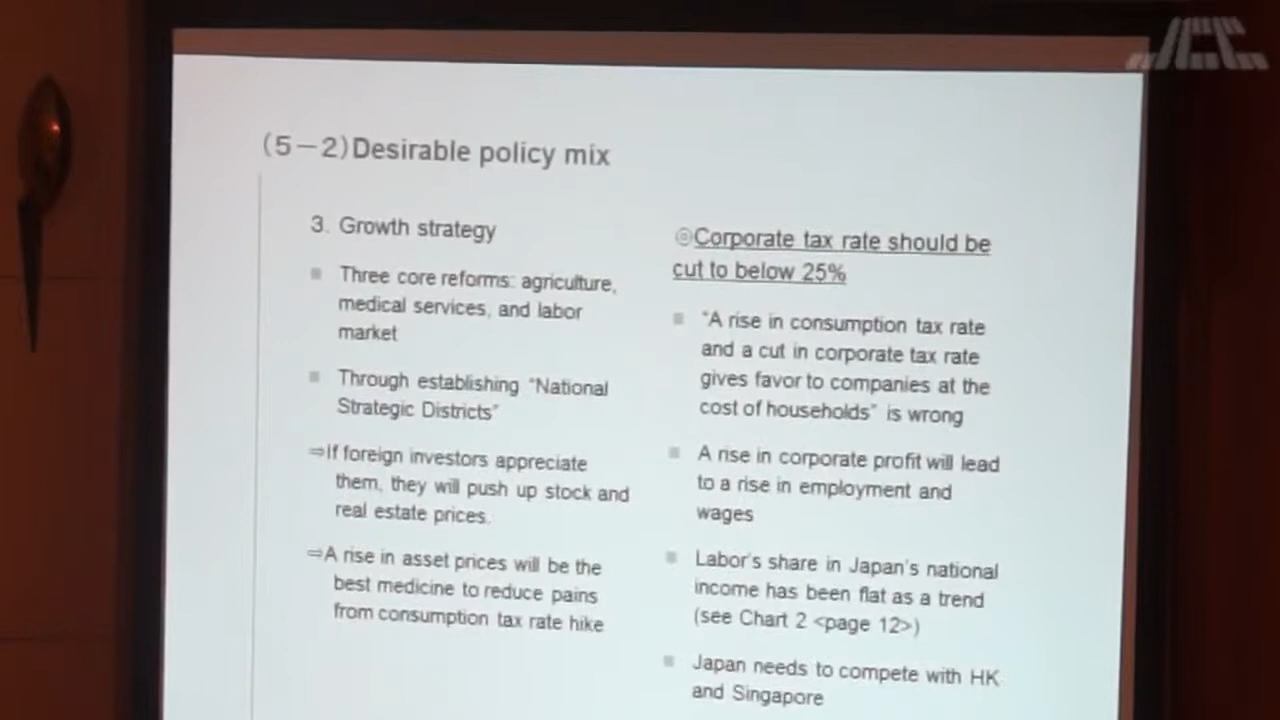 JCC
(5－2)Desirable policy mix
3. Growth strategy
Three core reforms: agriculture,
medical services, and labor
market
Through establishing "National
Strategic Districts"
⇒If foreign investors appreciate
them, they will push up stock and
real estate prices.
⇒A rise in asset prices will be the
best medicine to reduce pains
from consumption tax rate hike
◎Corporate tax rate should be
cut to below 25%
"A rise in consumption tax rate
and a cut in corporate tax rate
gives favor to companies at the
cost of households" is wrong
A rise in corporate profit will lead
to a rise in employment and
wages
Labor's share in Japan's national
income has been flat as a trend
(see Chart 2 <page 12>)
Japan needs to compete with HK
and Singapore